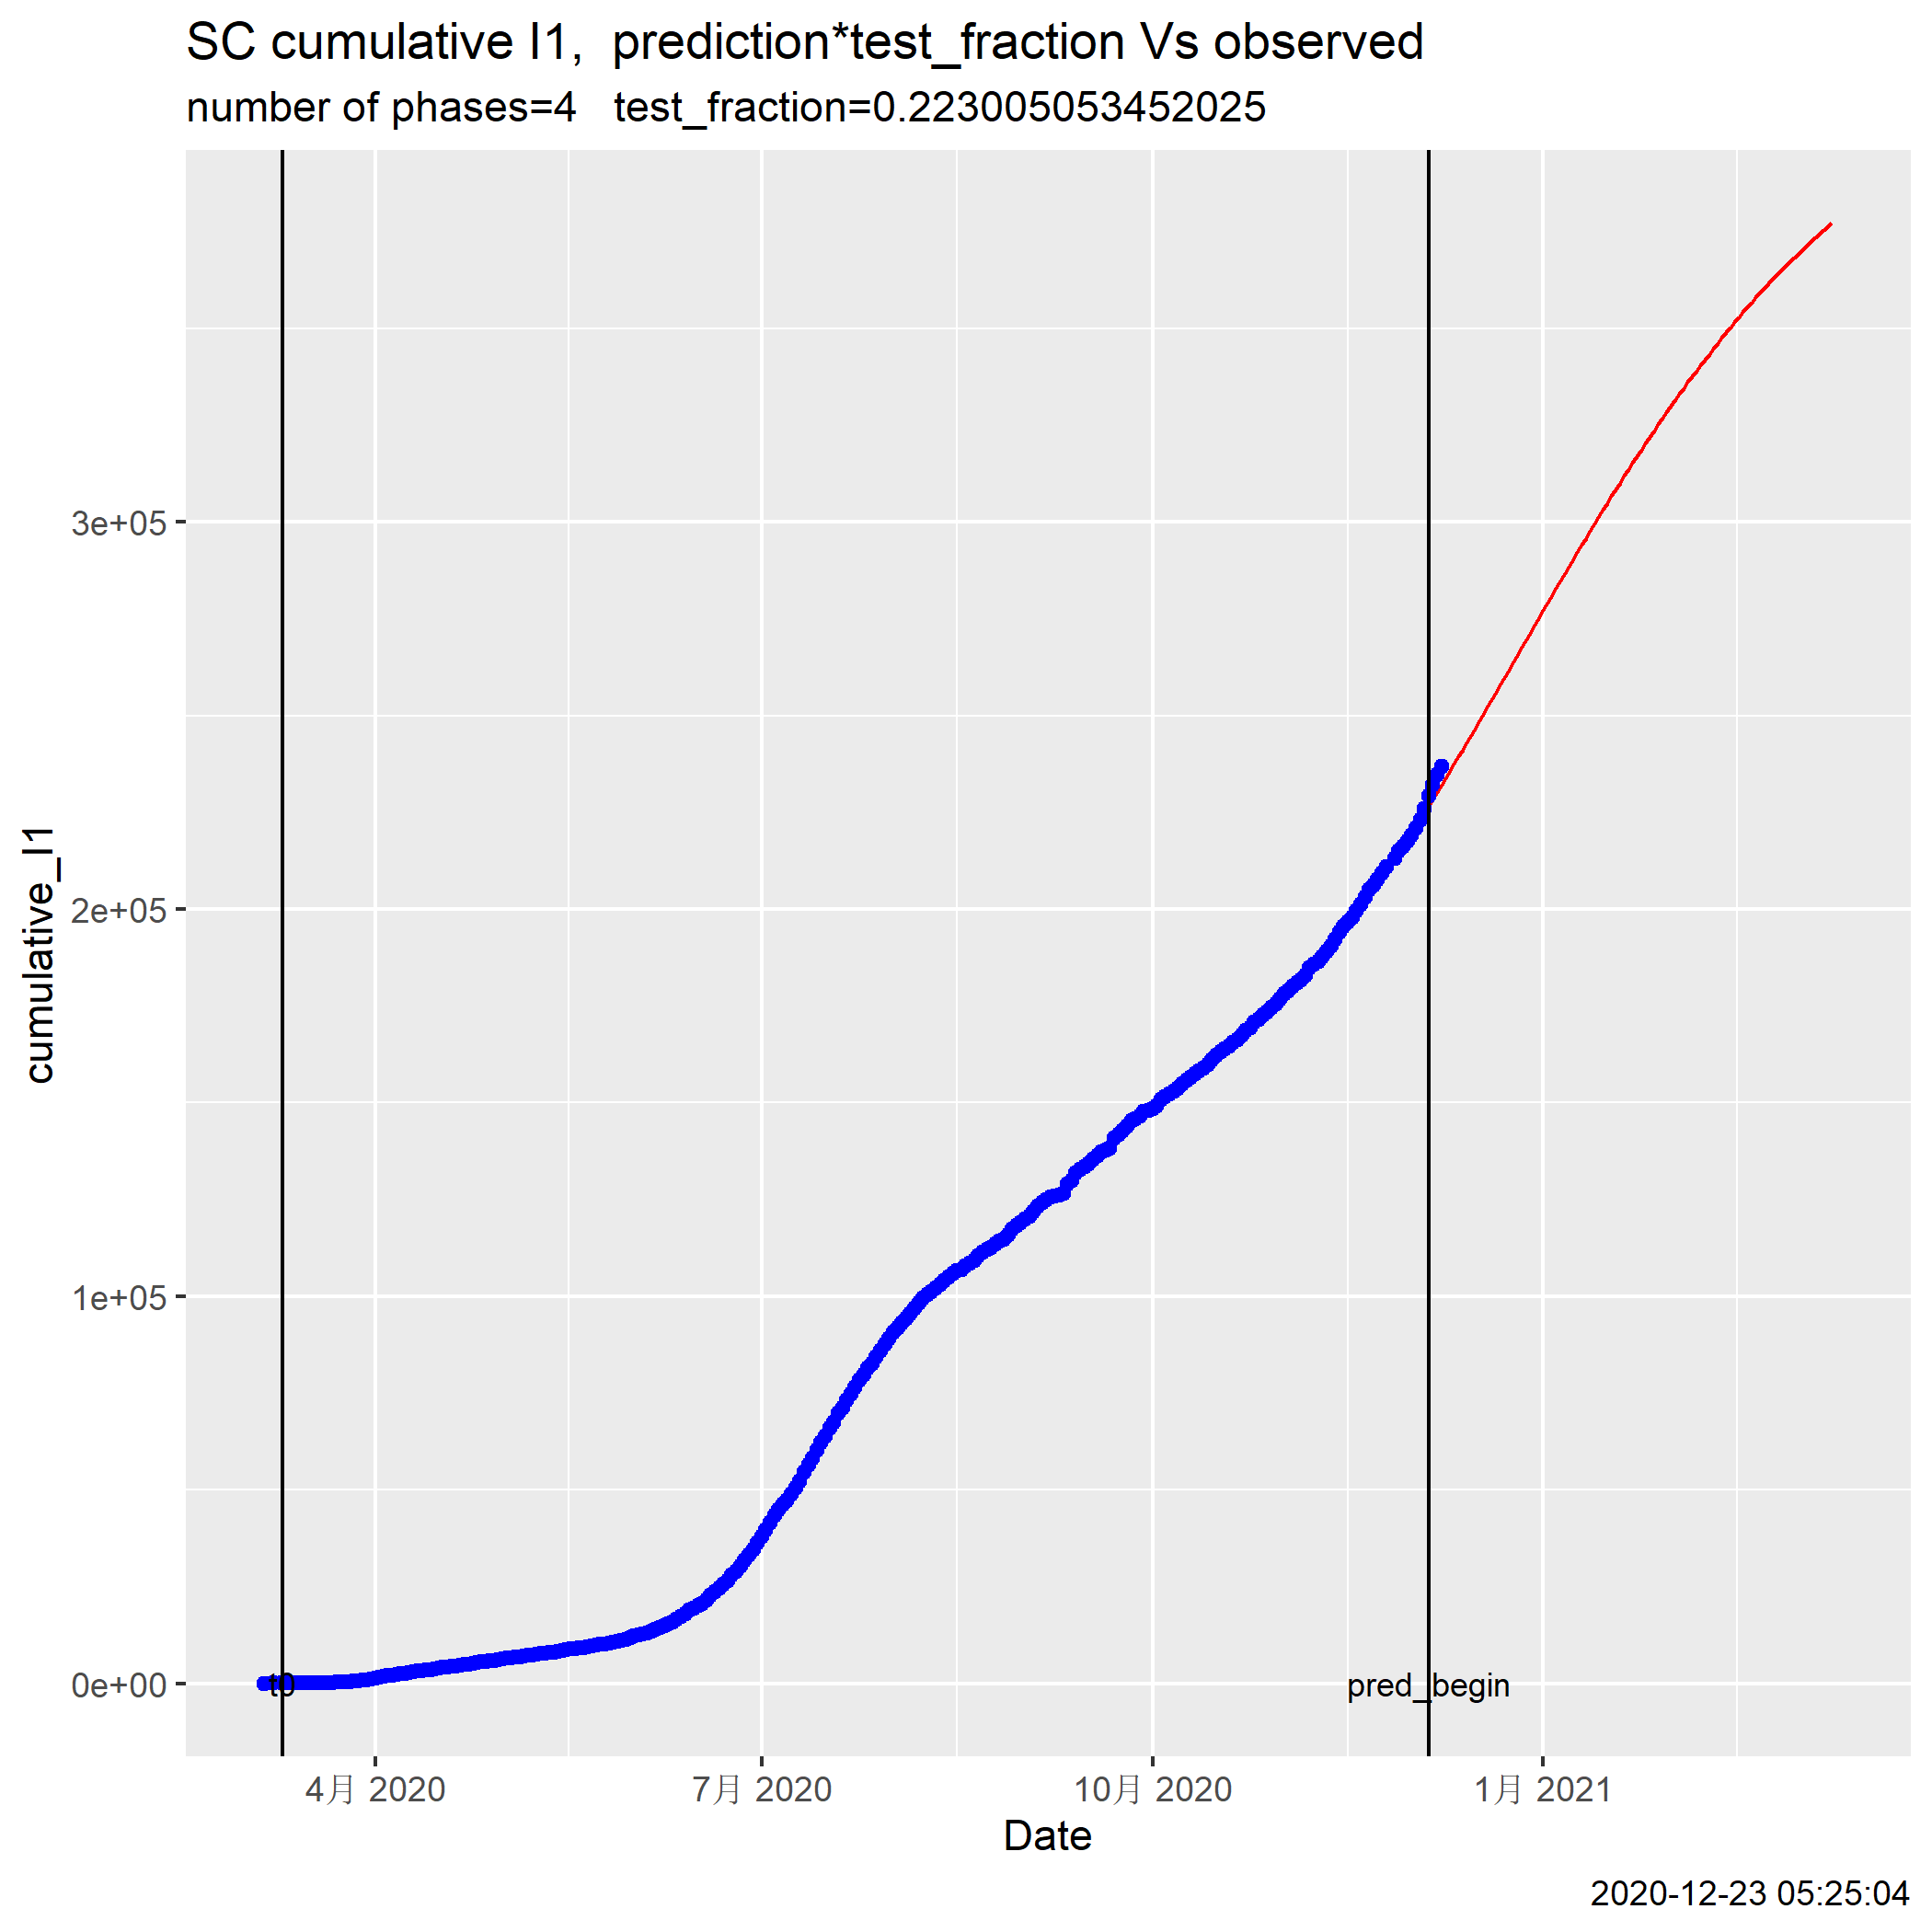 SC cumulative I1,  prediction*test_fraction Vs observed
number of phases=4   test_fraction=0.223005053452025
cumulative_I1
3e+05
2e+05
1e+05
0e+00
t0
pred_begin
4月 2020
7月 2020
10月 2020
1月 2021
Date
2020-12-23 05:25:04